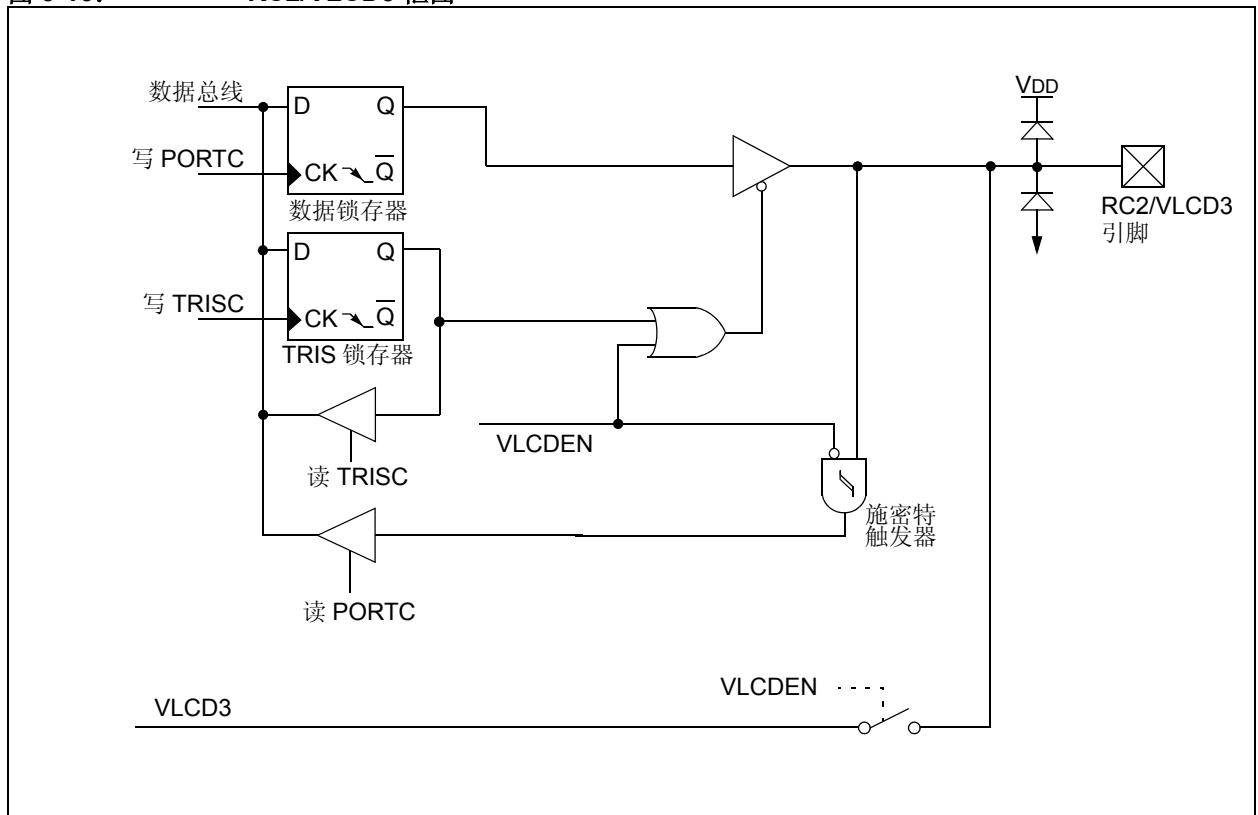 数据总线
D Q
写 PORTC
CK Q
数据锁存器
D Q
写 TRISC
CK Q
TRIS 锁存器
读 TRISC
VLCDEN
读 PORTC
施密特
触发器
VDD
RC2/VLCD3
引脚
VLCDEN
VLCD3